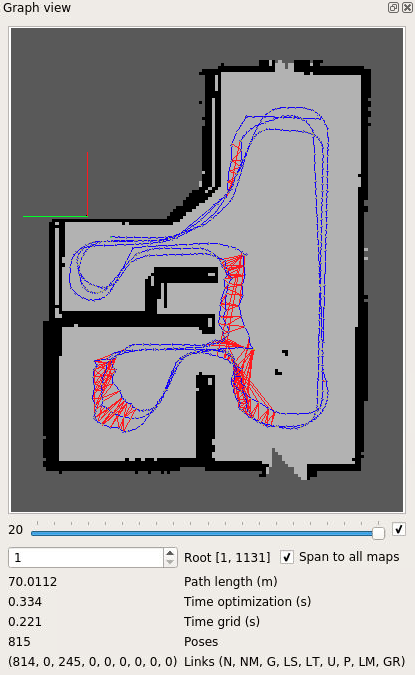 Graph view
20
1 Root [1, 1131] Span to all maps
70.0112 Path length (m)
0.334 Time optimization (s)
0.221 Time grid (s)
815 Poses
(814, 0, 245, 0, 0, 0, 0, 0, 0) Links (N, NM, G, LS, LT, U, P, LM, GR)